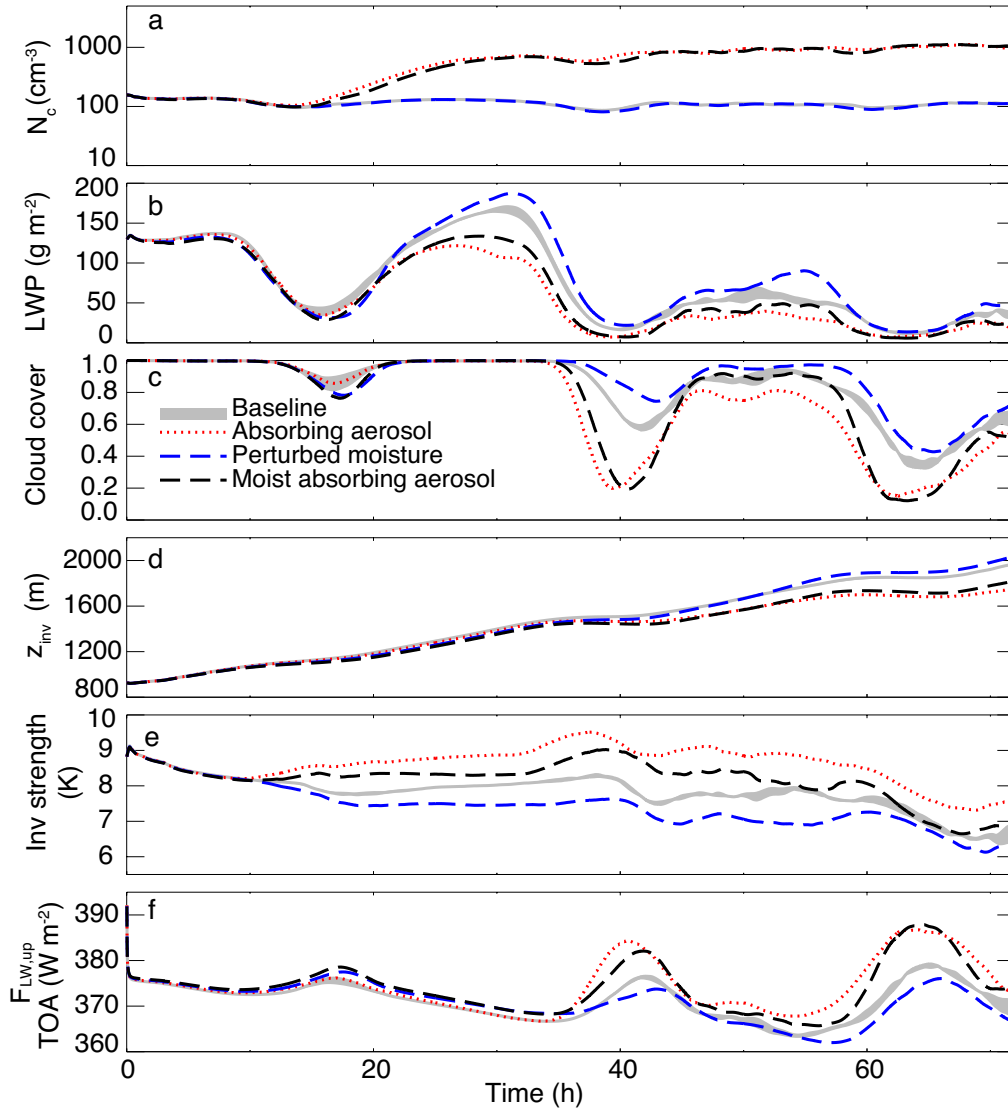 a
1000
100
10
N_c (cm⁻³)
b
200
150
100
50
0
LWP (g m⁻²)
c
1.0
0.8
0.6
0.4
0.2
0.0
Cloud cover
Baseline
Absorbing aerosol
Perturbed moisture
Moist absorbing aerosol
d
2000
1600
1200
800
z_inv (m)
e
10
9
8
7
6
Inv strength
(K)
f
390
380
370
360
F_LW,up
TOA (W m⁻²)
0
20
40
60
Time (h)